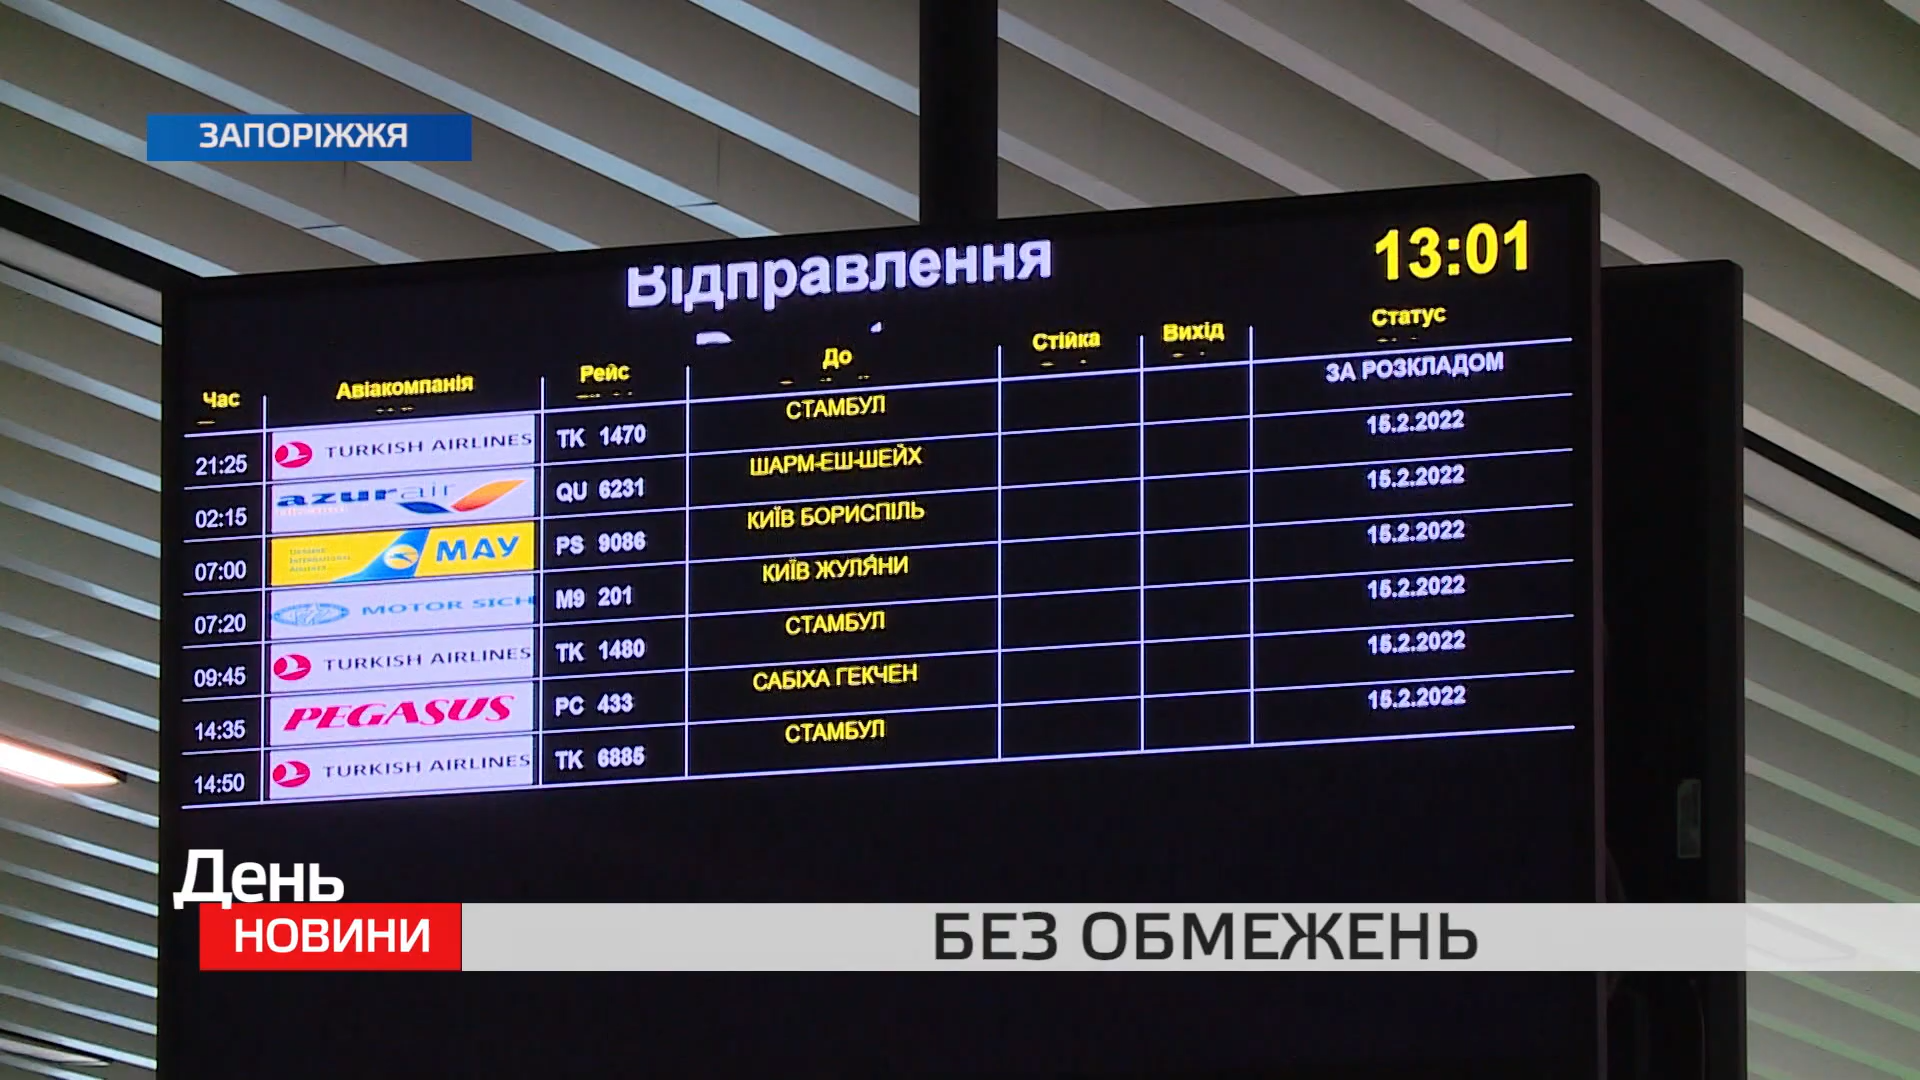 ЗАПОРІЖЖЯ
Відправлення
13:01
Час Авіакомпанія Рейс До Стійка Вихід Статус
21:25 TURKISH AIRLINES TK 1470 СТАМБУЛ ЗА РОЗКЛАДОМ
02:15 azurair QU 6231 ШАРМ-ЕШ-ШЕЙХ 15.2.2022
07:00 UKRAINE INTERNATIONAL AIRLINES МАУ PS 9086 КИЇВ БОРИСПІЛЬ 15.2.2022
07:20 MOTOR SICH M9 201 КИЇВ ЖУЛЯНИ 15.2.2022
09:45 TURKISH AIRLINES TK 1480 СТАМБУЛ 15.2.2022
14:35 PEGASUS PC 433 САБІХА ГЕКЧЕН 15.2.2022
14:50 TURKISH AIRLINES TK 6885 СТАМБУЛ 15.2.2022
День
НОВИНИ
БЕЗ ОБМЕЖЕНЬ